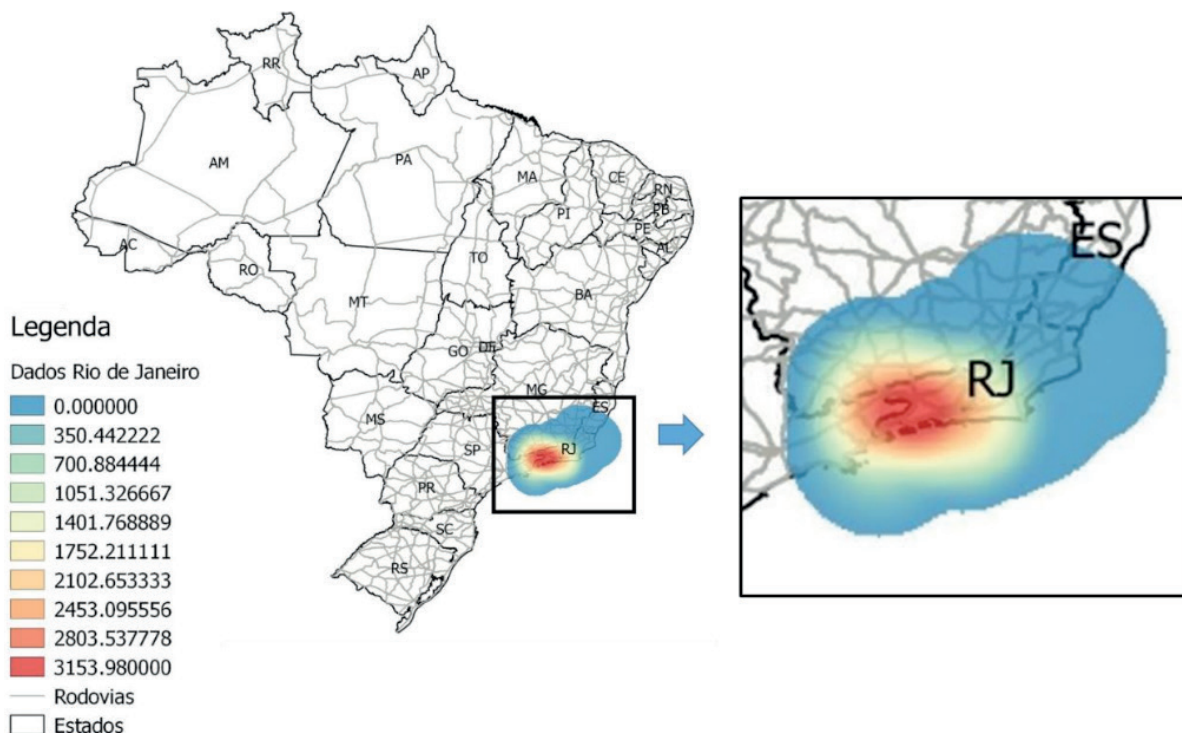 RR
AP
AM
PA
MA
CE
RN
PB
PI
PE
AL
AC
RO
TO
BA
MT
GO
DF
MG
ES
MS
SP
RJ
PR
SC
RS
ES
RJ
Legenda
Dados Rio de Janeiro
0.000000
350.442222
700.884444
1051.326667
1401.768889
1752.211111
2102.653333
2453.095556
2803.537778
3153.980000
Rodovias
Estados